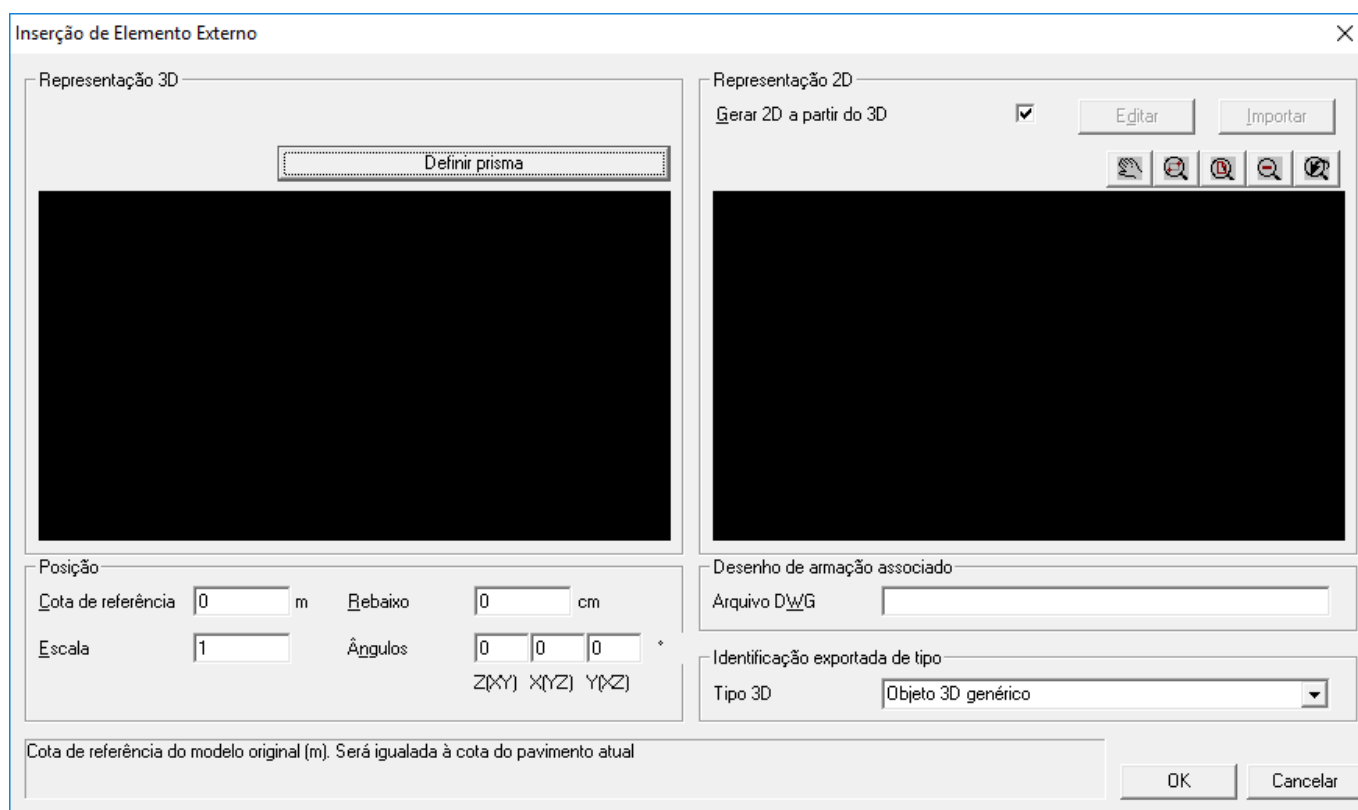 Inserção de Elemento Externo
Representação 3D
Definir prisma
Representação 2D
Gerar 2D a partir do 3D
Editar
Importar
Posição
Cota de referência 0 m Rebaixo 0 cm
Escala 1 Ângulos 0 0 0 °
Z(XY) X(YZ) Y(XZ)
Desenho de armação associado
Arquivo DWG
Identificação exportada de tipo
Tipo 3D Objeto 3D genérico
Cota de referência do modelo original (m). Será igualada à cota do pavimento atual
OK Cancelar